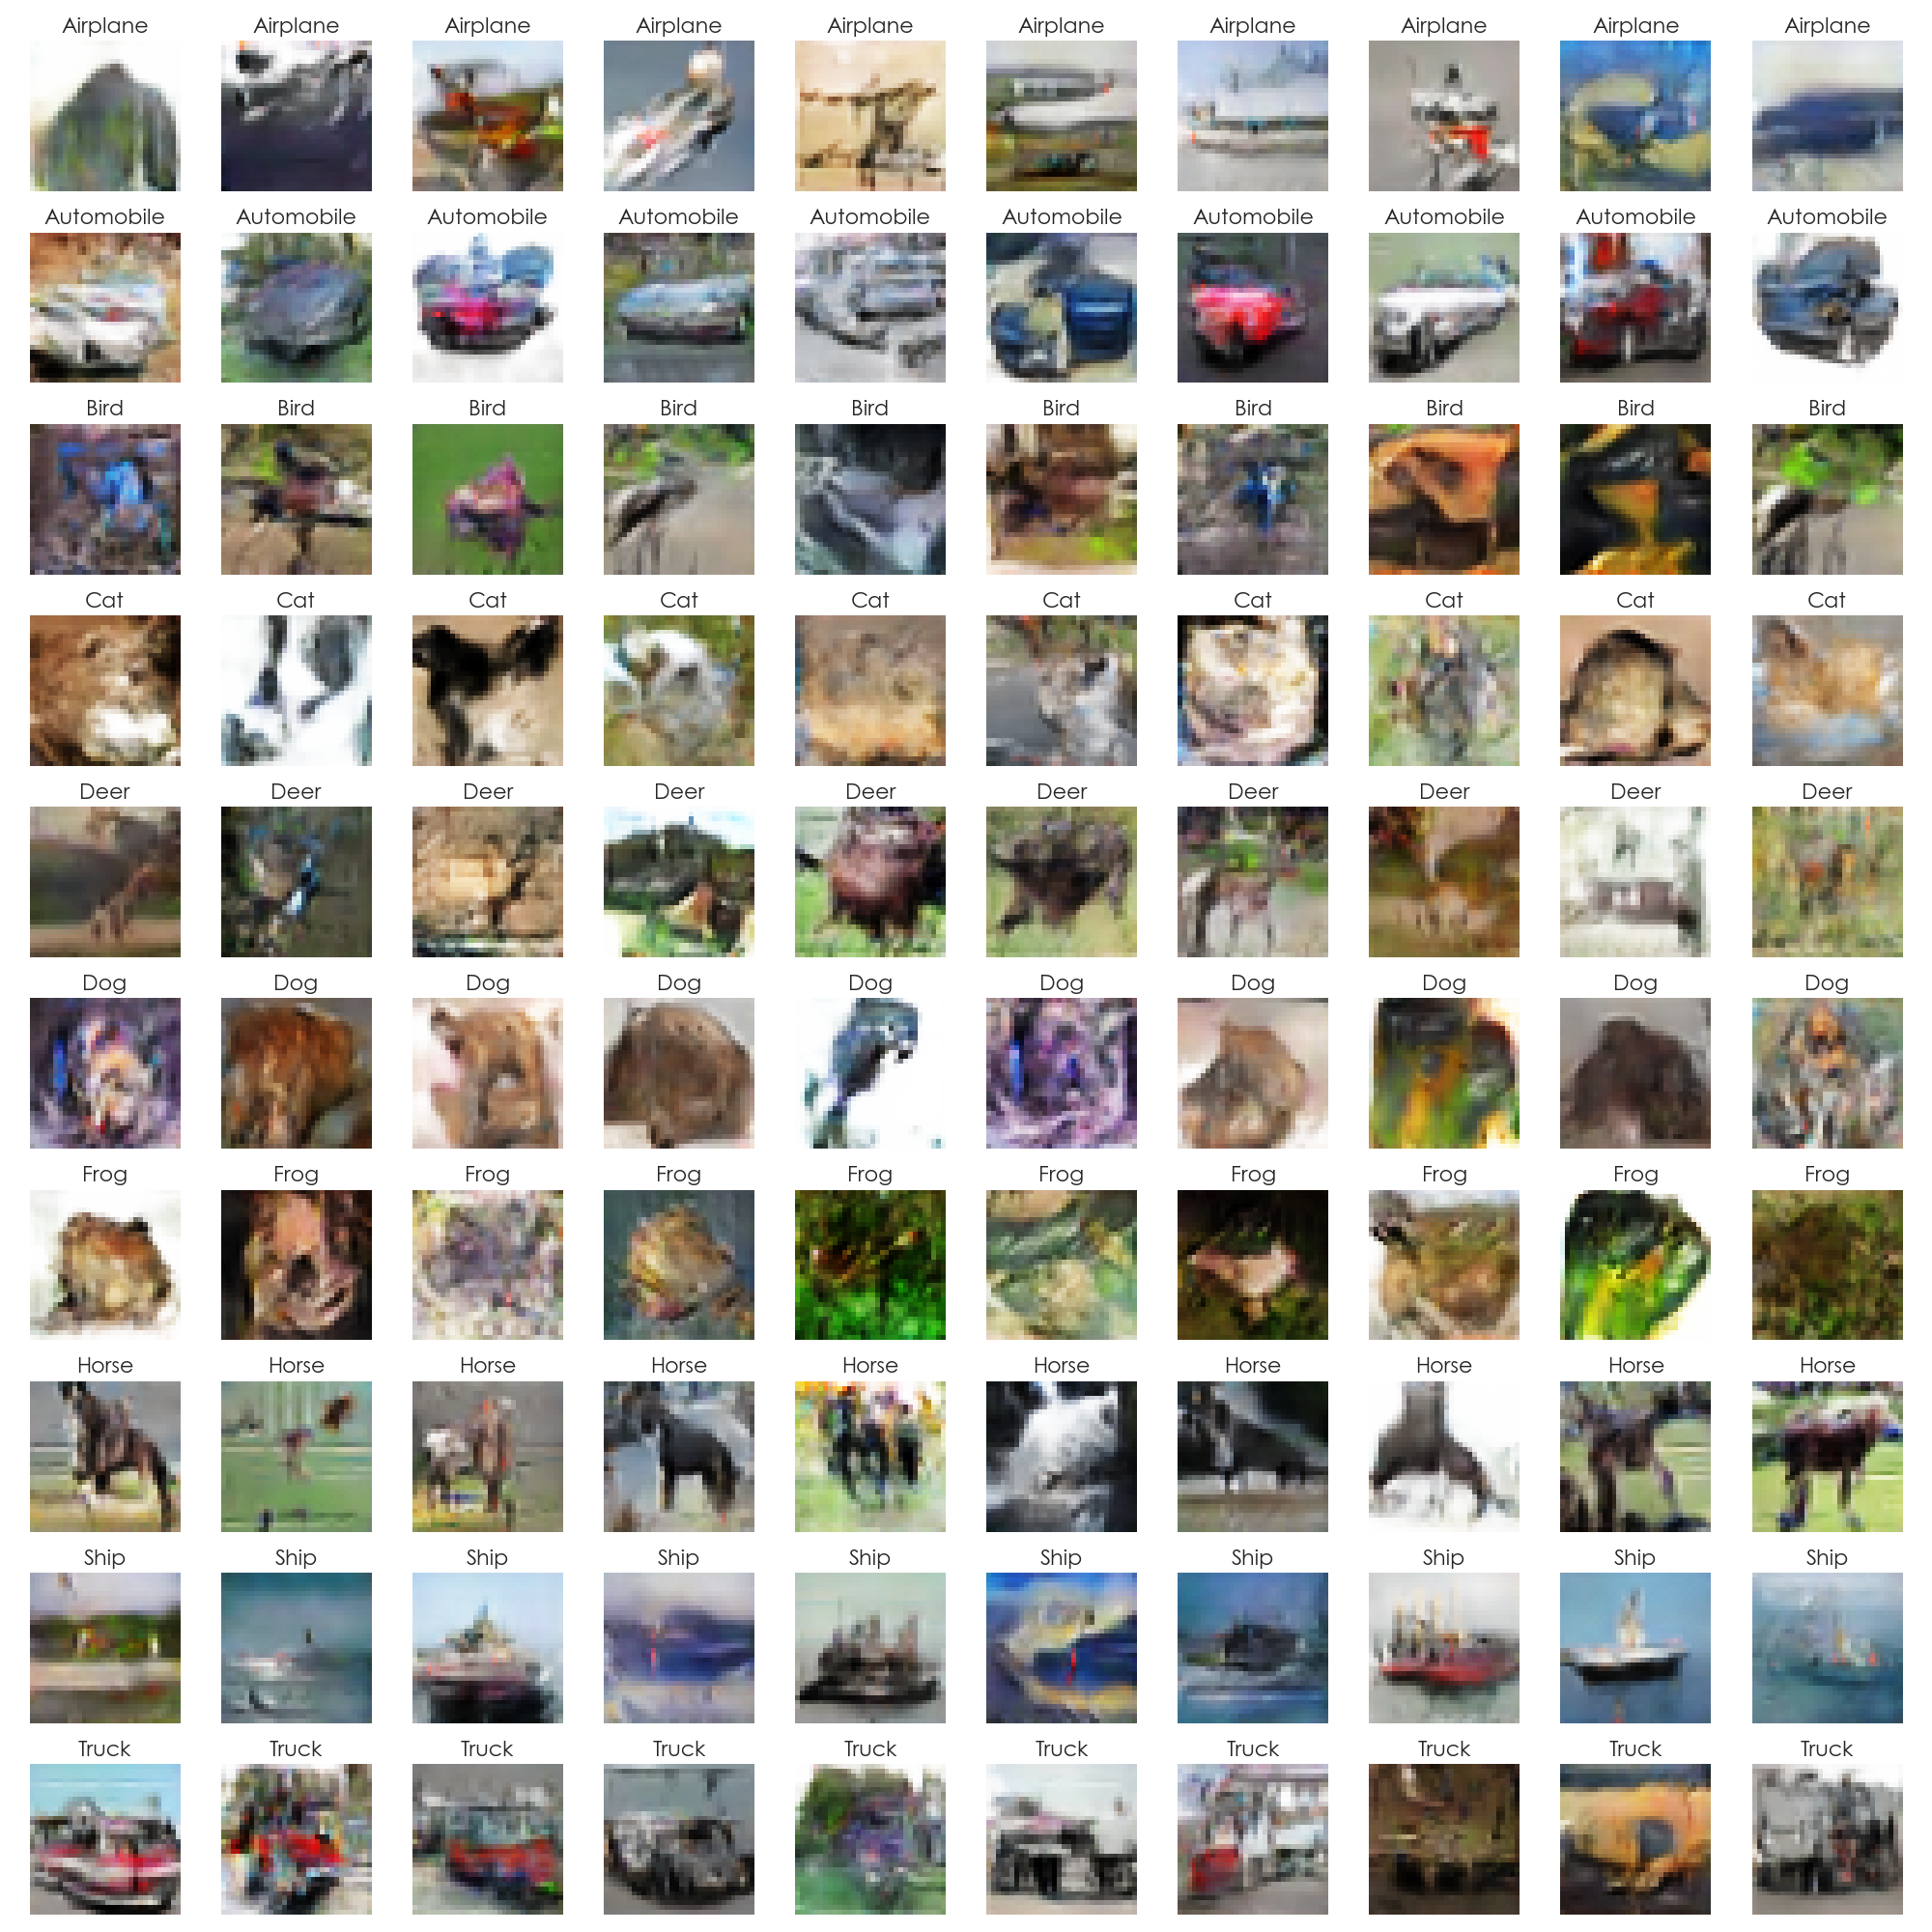 Airplane Airplane Airplane Airplane Airplane Airplane Airplane Airplane Airplane Airplane
Automobile Automobile Automobile Automobile Automobile Automobile Automobile Automobile Automobile Automobile
Bird Bird Bird Bird Bird Bird Bird Bird Bird Bird
Cat Cat Cat Cat Cat Cat Cat Cat Cat Cat
Deer Deer Deer Deer Deer Deer Deer Deer Deer Deer
Dog Dog Dog Dog Dog Dog Dog Dog Dog Dog
Frog Frog Frog Frog Frog Frog Frog Frog Frog Frog
Horse Horse Horse Horse Horse Horse Horse Horse Horse Horse
Ship Ship Ship Ship Ship Ship Ship Ship Ship Ship
Truck Truck Truck Truck Truck Truck Truck Truck Truck Truck